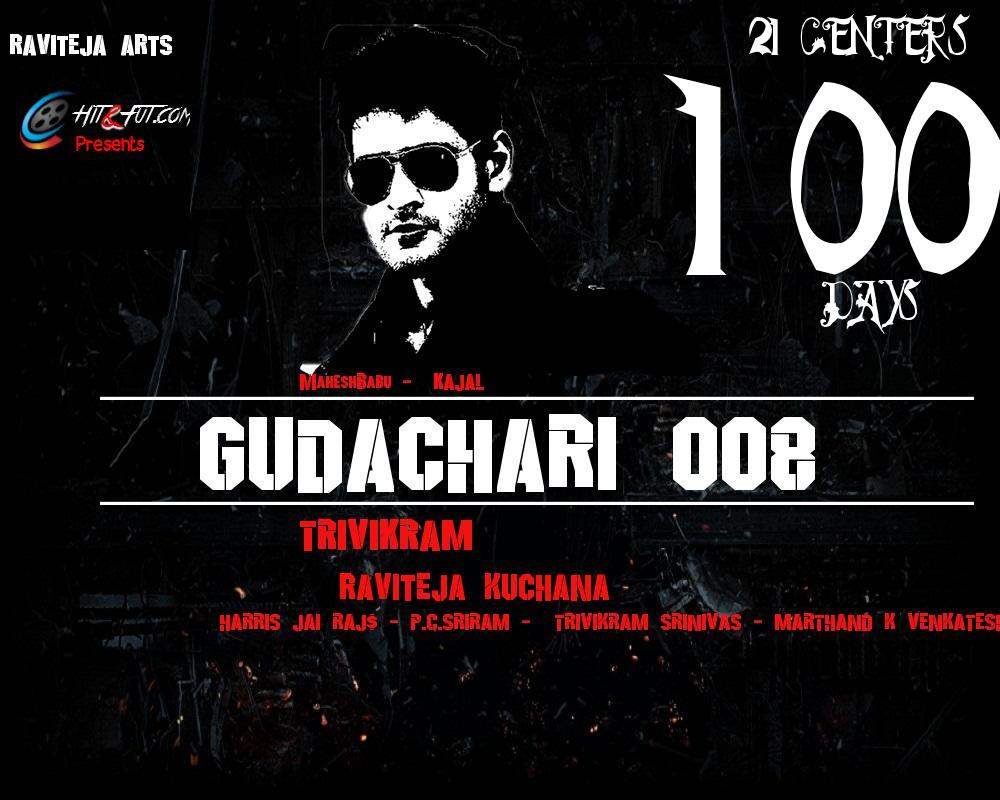 RAVITEJA ARTS
21 CENTERS
HIT&FUT.COM
Presents
100
DAYS
MAHESHBABU - KAJAL
GUDACHARI 008
TRIVIKRAM
RAVITEJA KUCHANA
HARRIS JAI RAJS - P.C.SRIRAM - TRIVIKRAM SRINIVAS - MARTHAND K VENKATESH